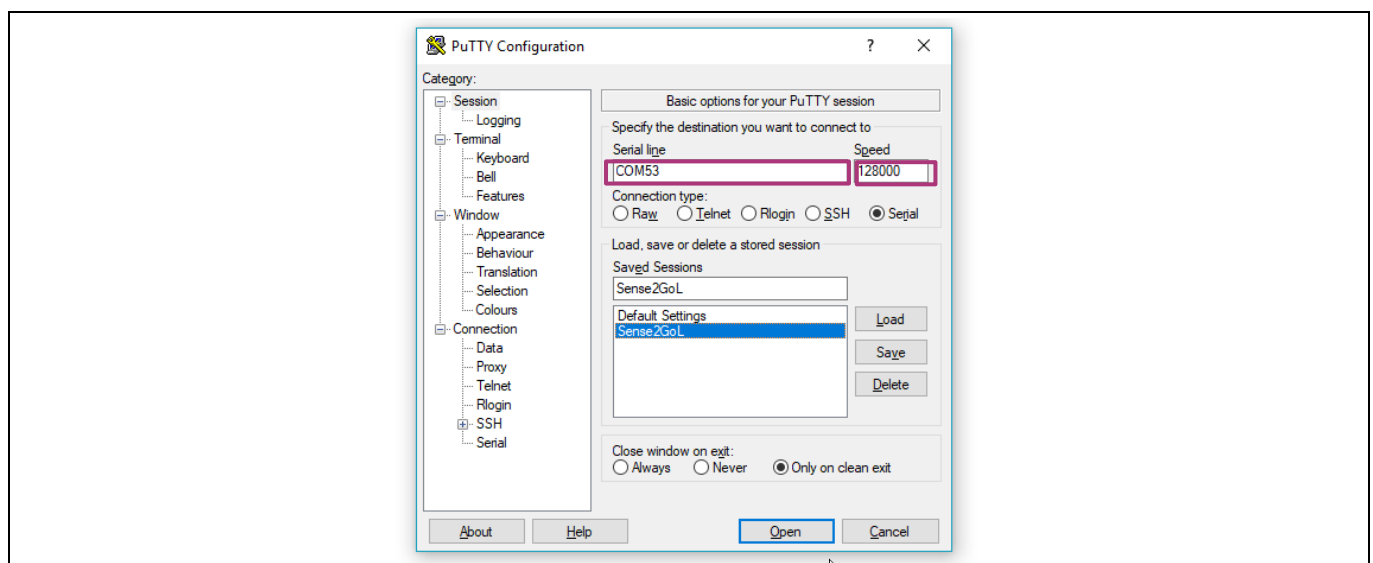 PuTTY Configuration
?
Category:
Session
Logging
Terminal
Keyboard
Bell
Features
Window
Appearance
Behaviour
Translation
Selection
Colours
Connection
Data
Proxy
Telnet
Rlogin
SSH
Serial
Basic options for your PuTTY session
Specify the destination you want to connect to
Serial line Speed
COM53 128000
Connection type:
Raw Telnet Rlogin SSH Serial
Load, save or delete a stored session
Saved Sessions
Sense2GoL
Default Settings
Sense2GoL
Load
Save
Delete
Close window on exit:
Always Never Only on clean exit
About Help Open Cancel